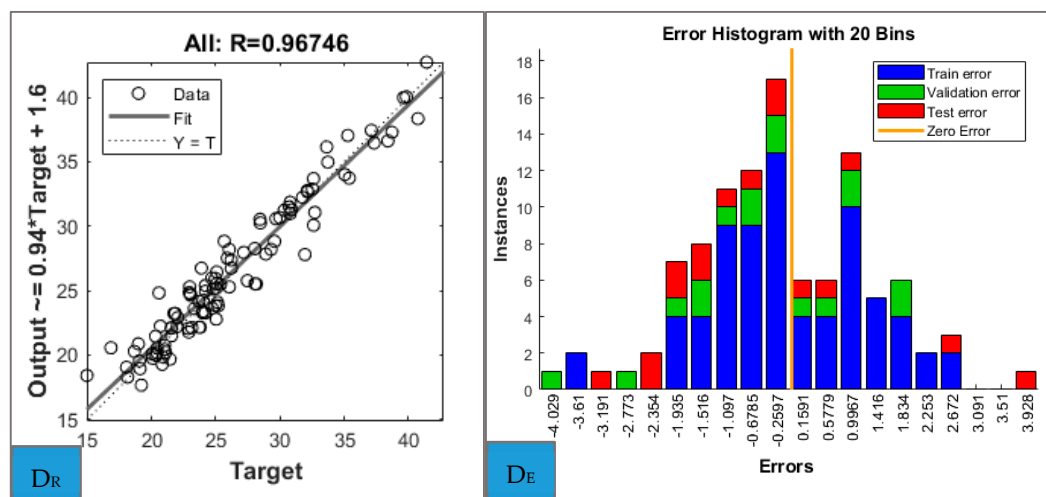 All: R=0.96746
Output ~= 0.94*Target + 1.6
Data
Fit
Y = T
40
35
30
25
20
15
15 20 25 30 35 40
Target
DR
Error Histogram with 20 Bins
Instances
Train error
Validation error
Test error
Zero Error
18
16
14
12
10
8
6
4
2
0
-4.029
-3.61
-3.191
-2.773
-2.354
-1.935
-1.516
-1.097
-0.6785
-0.2597
0.1591
0.5779
0.9967
1.416
1.834
2.253
2.672
3.091
3.51
3.928
Errors
DE